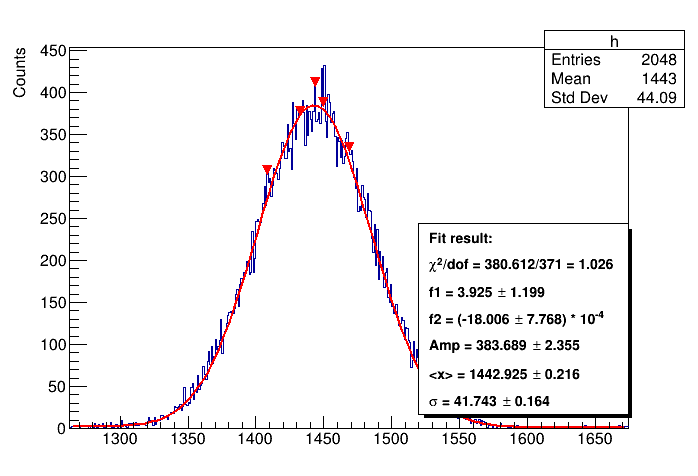 h
Entries 2048
Mean 1443
Std Dev 44.09
Counts
450
400
350
300
250
200
150
100
50
0
Fit result:
χ²/dof = 380.612/371 = 1.026
f1 = 3.925 ± 1.199
f2 = (-18.006 ± 7.768) * 10⁻⁴
Amp = 383.689 ± 2.355
<x> = 1442.925 ± 0.216
σ = 41.743 ± 0.164
1300 1350 1400 1450 1500 1550 1600 1650